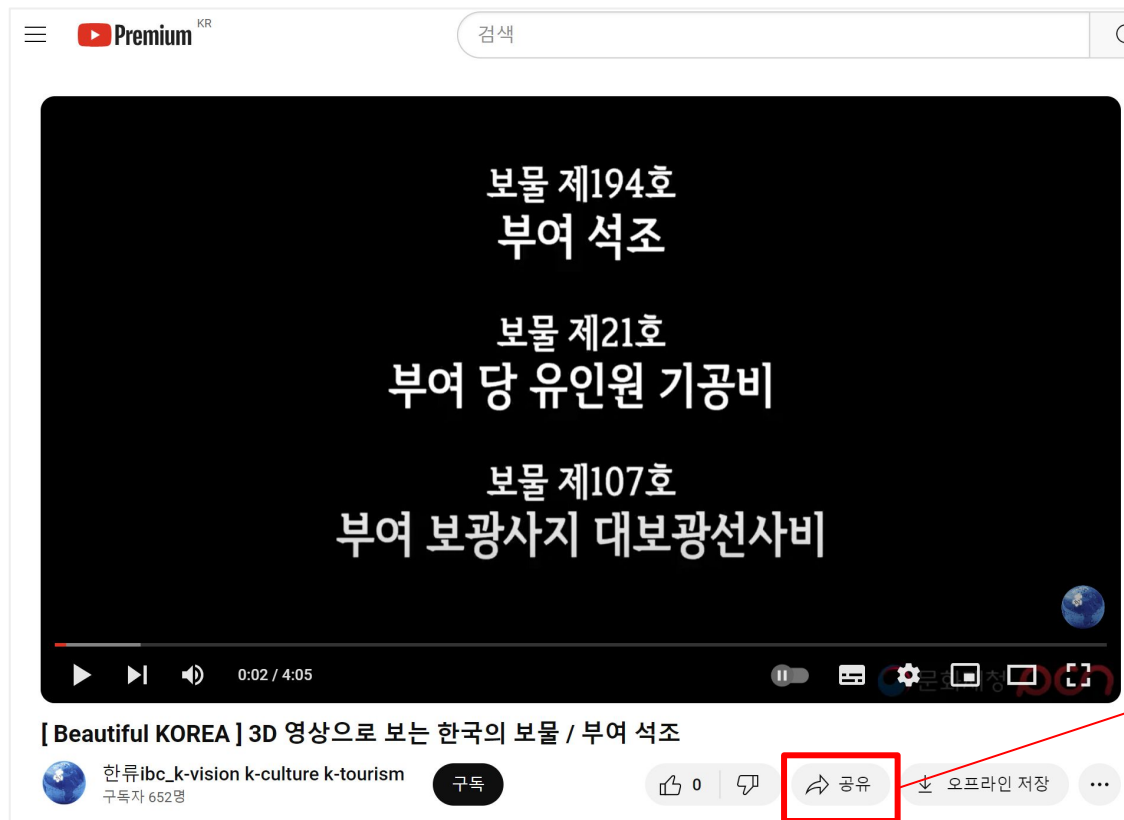 Premium KR
검색
보물 제194호
부여 석조
보물 제21호
부여 당 유인원 기공비
보물 제107호
부여 보광사지 대보광선사비
0:02 / 4:05
문화재청 pcn
[ Beautiful KOREA ] 3D 영상으로 보는 한국의 보물 / 부여 석조
한류ibc_k-vision k-culture k-tourism
구독자 652명
구독
0
공유
오프라인 저장